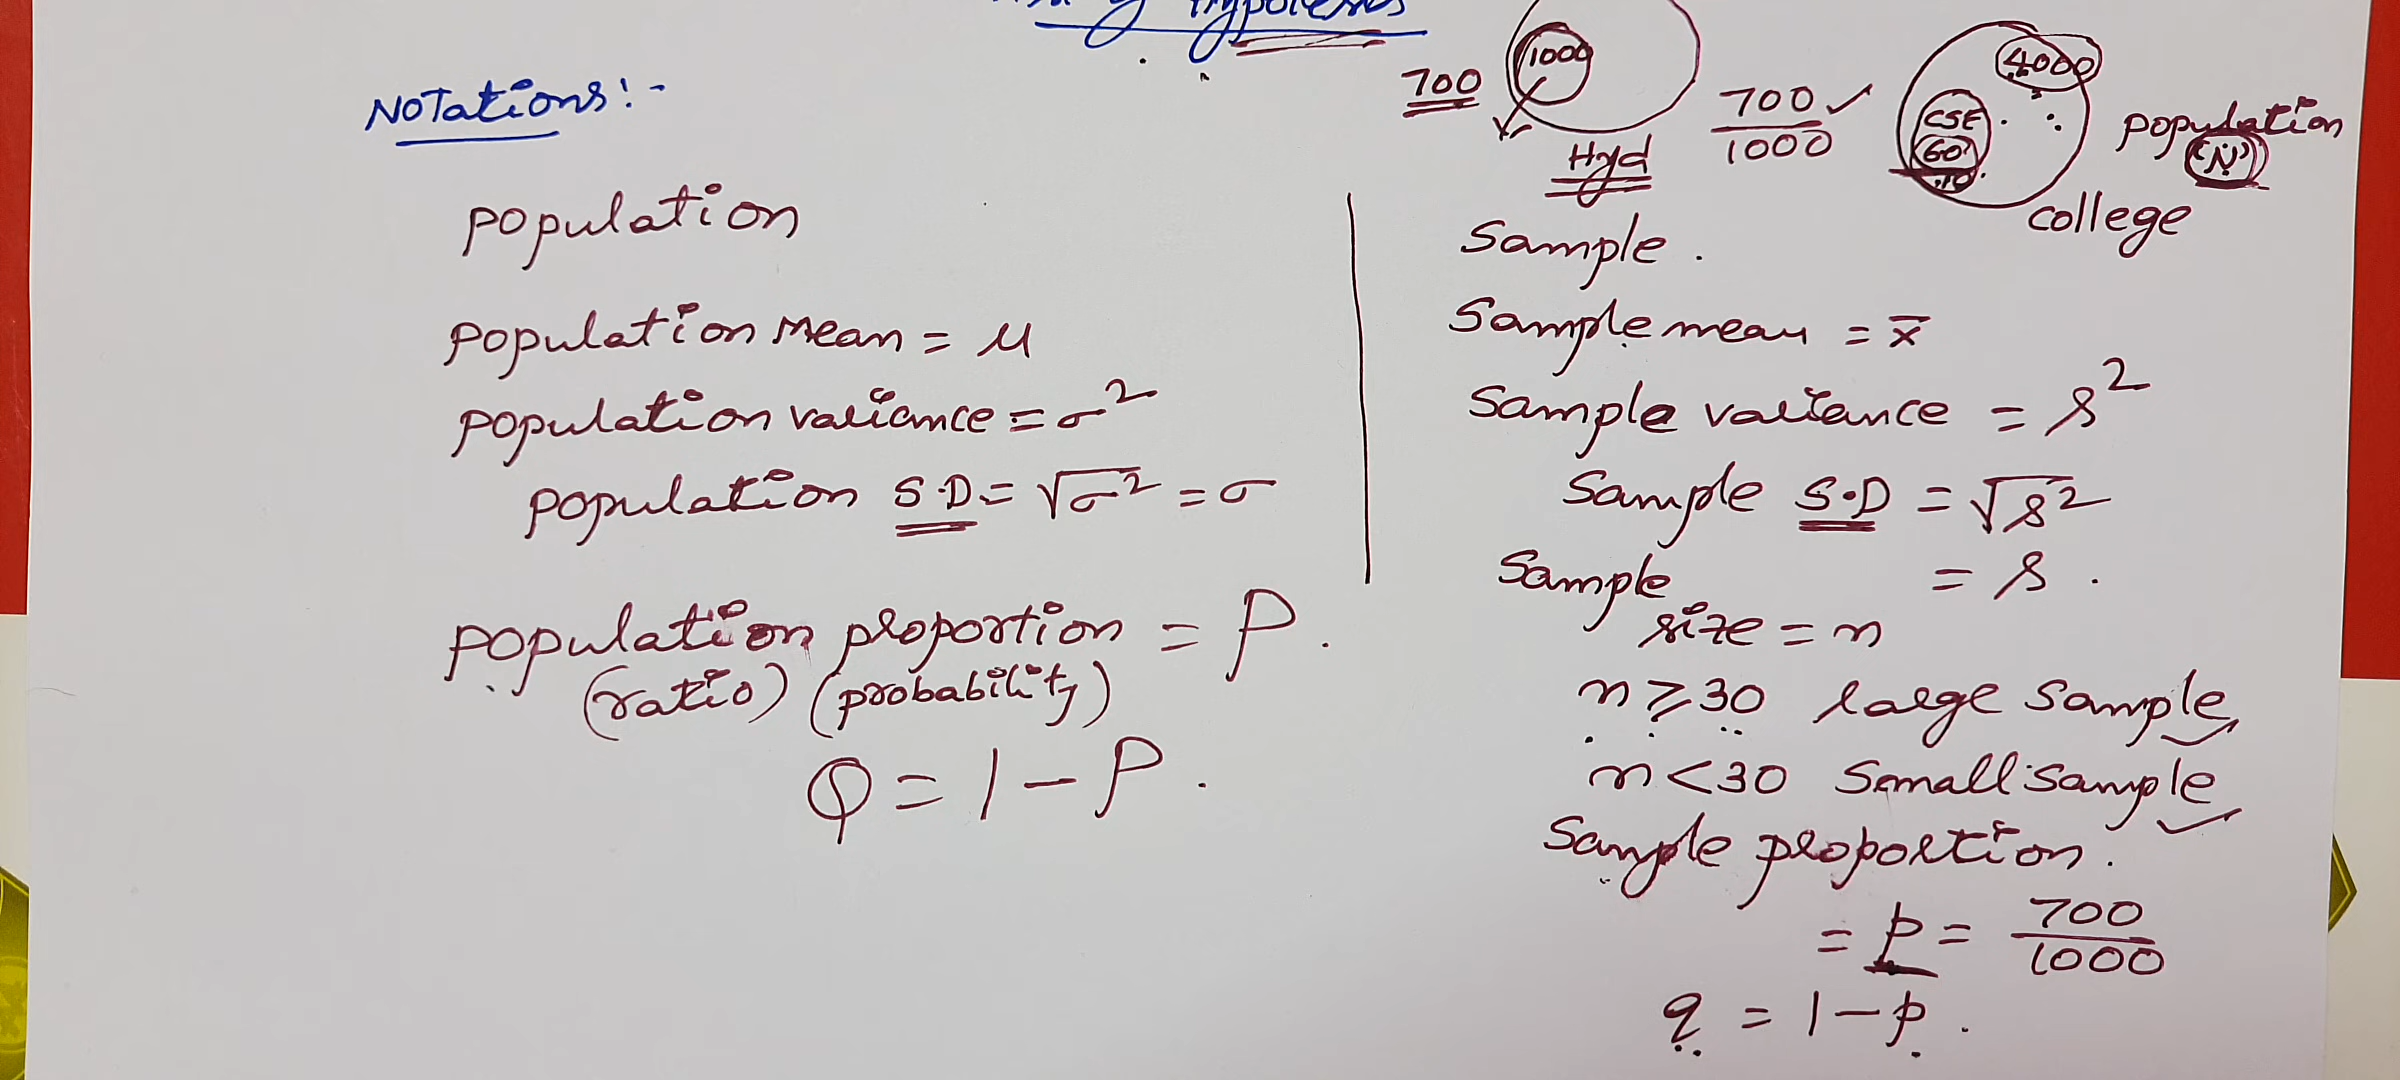 of Hypothesis
Notations:-
700
1000
Hyd
700 ✓
1000
4000
CSE
60
Population
(N)
college
Population
Population Mean = μ
Population variance = σ²
Population S.D = √σ² = σ
Population proportion = P.
(ratio) (probability)
Q = 1 - P.
Sample.
Sample mean = x̄
Sample variance = s²
Sample S.D = √s²
= s.
Sample
size = n
n ≥ 30 large sample
n < 30 Small sample
Sample proportion.
= p = 700/1000
q = 1 - p.